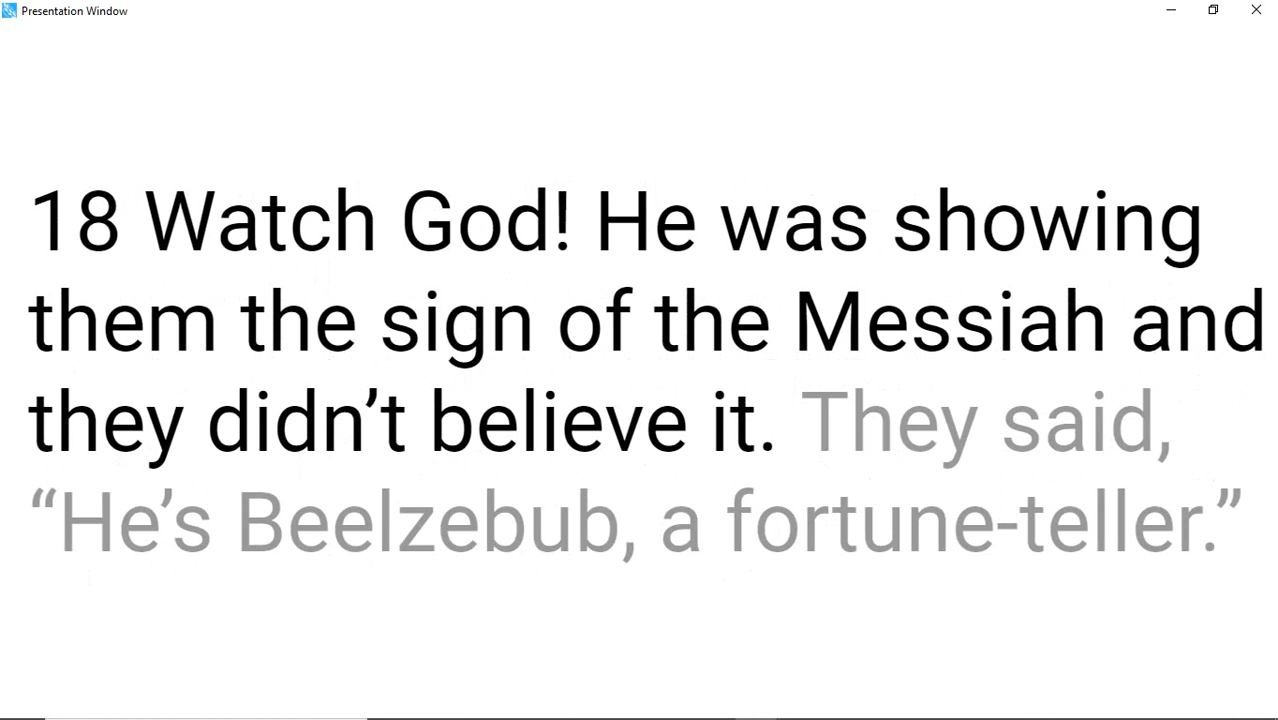 Presentation Window
18 Watch God! He was showing
them the sign of the Messiah and
they didn’t believe it. They said,
“He’s Beelzebub, a fortune-teller.”